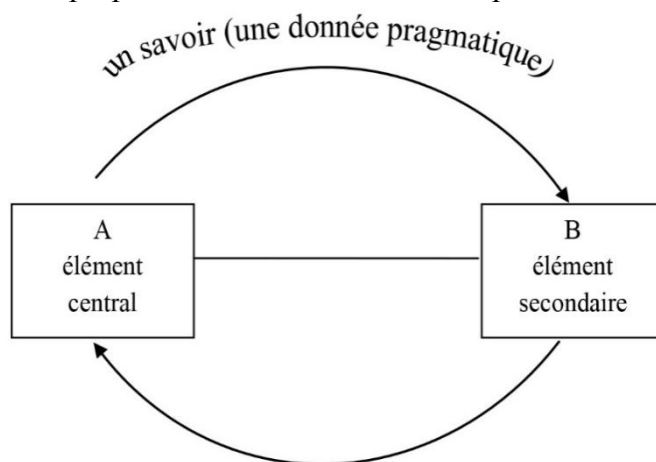 un savoir (une donnée pragmatique)
A
élément
central
B
élément
secondaire